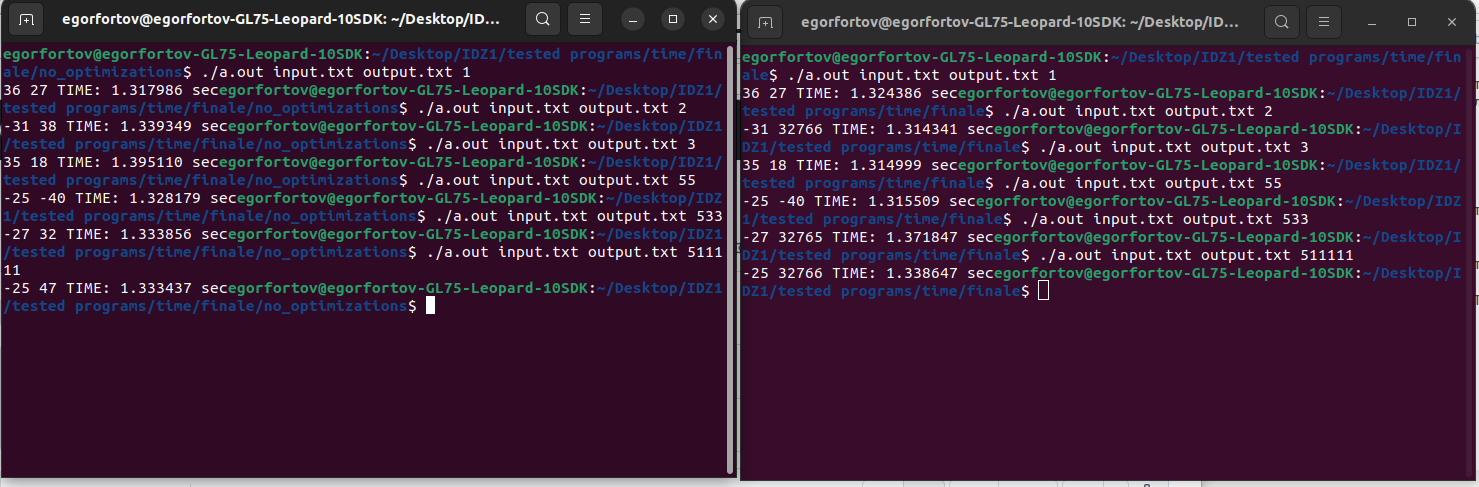 egorfortov@egorfortov-GL75-Leopard-10SDK: ~/Desktop/ID...
egorfortov@egorfortov-GL75-Leopard-10SDK:~/Desktop/IDZ1/tested programs/time/fin
ale/no_optimizations$ ./a.out input.txt output.txt 1
36 27 TIME: 1.317986 secegorfortov@egorfortov-GL75-Leopard-10SDK:~/Desktop/IDZ1/
tested programs/time/finale/no_optimizations$ ./a.out input.txt output.txt 2
-31 38 TIME: 1.339349 secegorfortov@egorfortov-GL75-Leopard-10SDK:~/Desktop/IDZ1
/tested programs/time/finale/no_optimizations$ ./a.out input.txt output.txt 3
35 18 TIME: 1.395110 secegorfortov@egorfortov-GL75-Leopard-10SDK:~/Desktop/IDZ1/
tested programs/time/finale/no_optimizations$ ./a.out input.txt output.txt 55
-25 -40 TIME: 1.328179 secegorfortov@egorfortov-GL75-Leopard-10SDK:~/Desktop/IDZ
1/tested programs/time/finale/no_optimizations$ ./a.out input.txt output.txt 533
-27 32 TIME: 1.333856 secegorfortov@egorfortov-GL75-Leopard-10SDK:~/Desktop/IDZ1
/tested programs/time/finale/no_optimizations$ ./a.out input.txt output.txt 5111
11
-25 47 TIME: 1.333437 secegorfortov@egorfortov-GL75-Leopard-10SDK:~/Desktop/IDZ1
/tested programs/time/finale/no_optimizations$
egorfortov@egorfortov-GL75-Leopard-10SDK: ~/Desktop/ID...
egorfortov@egorfortov-GL75-Leopard-10SDK:~/Desktop/IDZ1/tested programs/time/fin
ale$ ./a.out input.txt output.txt 1
36 27 TIME: 1.324386 secegorfortov@egorfortov-GL75-Leopard-10SDK:~/Desktop/IDZ1/
tested programs/time/finale$ ./a.out input.txt output.txt 2
-31 32766 TIME: 1.314341 secegorfortov@egorfortov-GL75-Leopard-10SDK:~/Desktop/I
DZ1/tested programs/time/finale$ ./a.out input.txt output.txt 3
35 18 TIME: 1.314999 secegorfortov@egorfortov-GL75-Leopard-10SDK:~/Desktop/IDZ1/
tested programs/time/finale$ ./a.out input.txt output.txt 55
-25 -40 TIME: 1.315509 secegorfortov@egorfortov-GL75-Leopard-10SDK:~/Desktop/IDZ
1/tested programs/time/finale$ ./a.out input.txt output.txt 533
-27 32765 TIME: 1.371847 secegorfortov@egorfortov-GL75-Leopard-10SDK:~/Desktop/I
DZ1/tested programs/time/finale$ ./a.out input.txt output.txt 511111
-25 32766 TIME: 1.338647 secegorfortov@egorfortov-GL75-Leopard-10SDK:~/Desktop/I
DZ1/tested programs/time/finale$